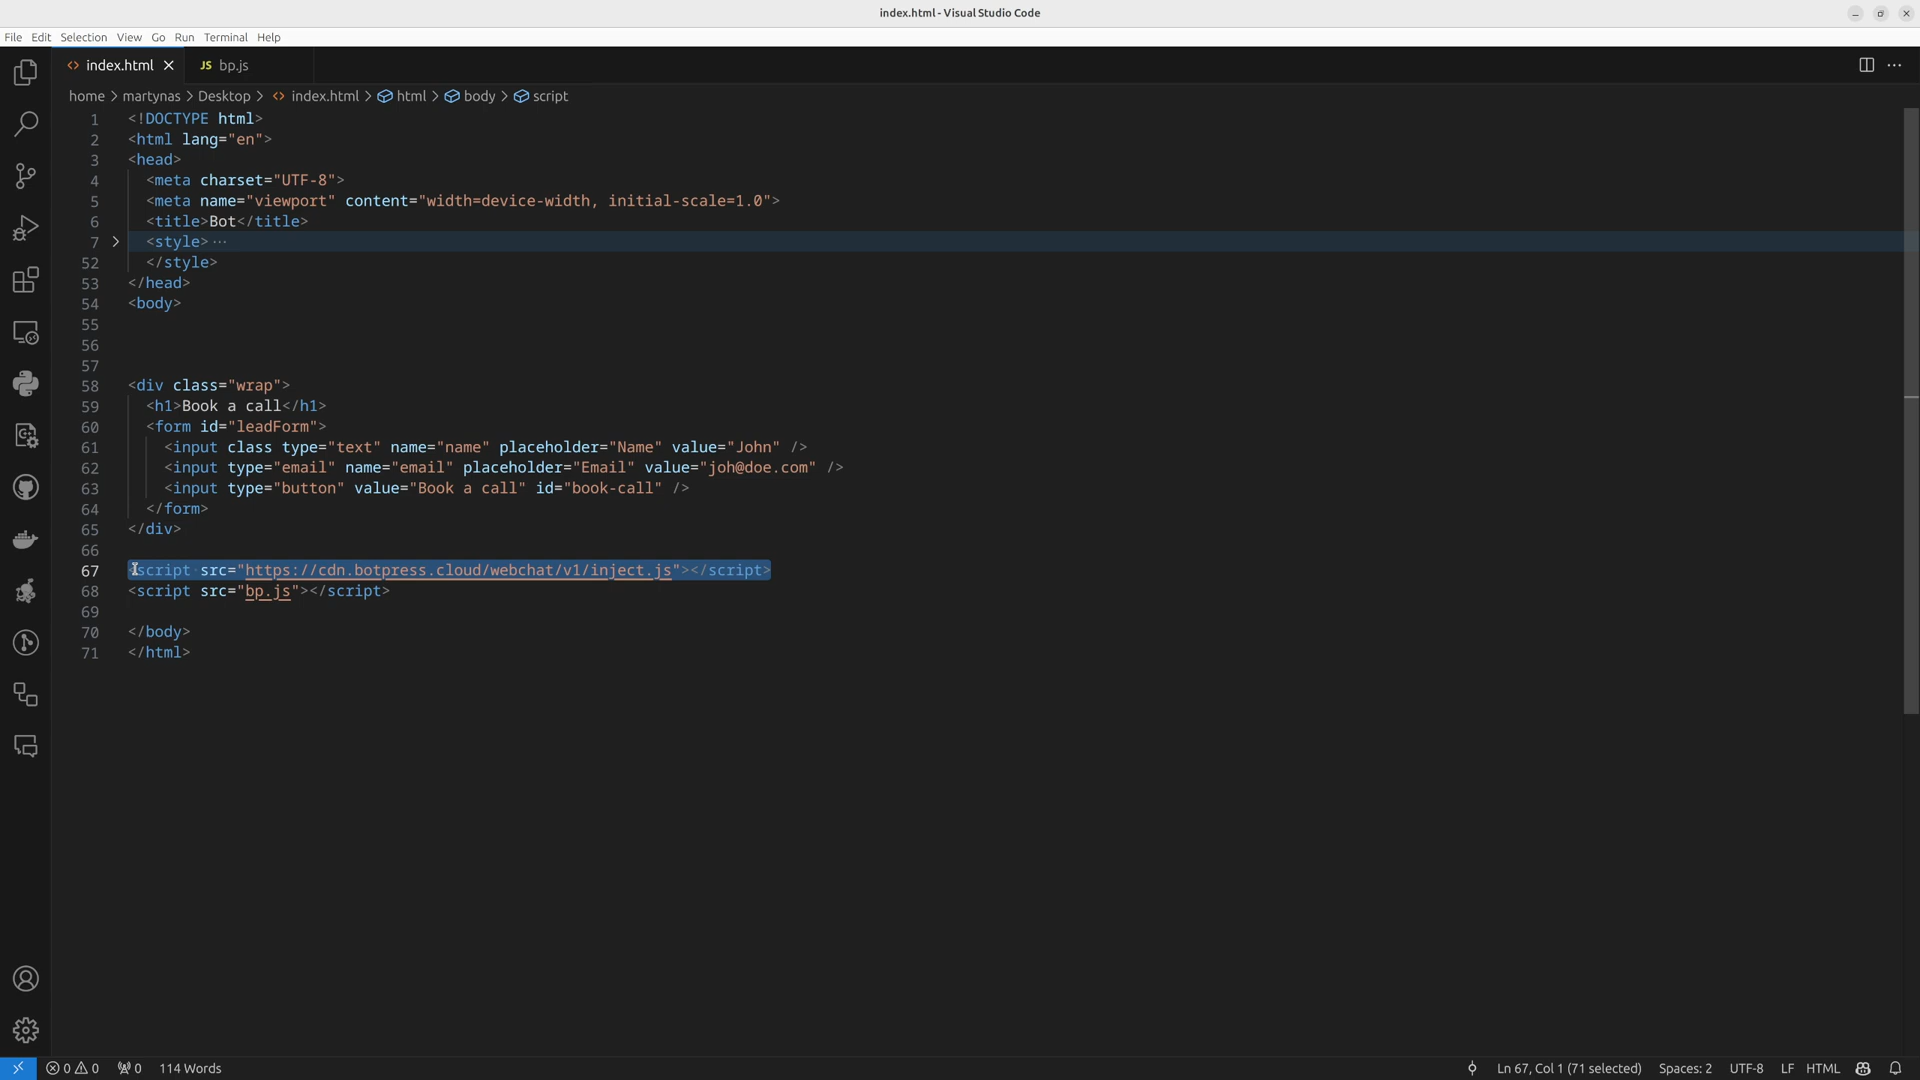 index.html - Visual Studio Code
File Edit Selection View Go Run Terminal Help
index.html JS bp.js
home > martynas > Desktop > index.html > html > body > script
1 <!DOCTYPE html>
2 <html lang="en">
3 <head>
4 <meta charset="UTF-8">
5 <meta name="viewport" content="width=device-width, initial-scale=1.0">
6 <title>Bot</title>
7 <style> ...
52 </style>
53 </head>
54 <body>
55
56
57
58 <div class="wrap">
59 <h1>Book a call</h1>
60 <form id="leadForm">
61 <input class type="text" name="name" placeholder="Name" value="John" />
62 <input type="email" name="email" placeholder="Email" value="joh@doe.com" />
63 <input type="button" value="Book a call" id="book-call" />
64 </form>
65 </div>
66
67 <script src="https://cdn.botpress.cloud/webchat/v1/inject.js"></script>
68 <script src="bp.js"></script>
69
70 </body>
71 </html>
0 0 0 114 Words Ln 67, Col 1 (71 selected) Spaces: 2 UTF-8 LF HTML